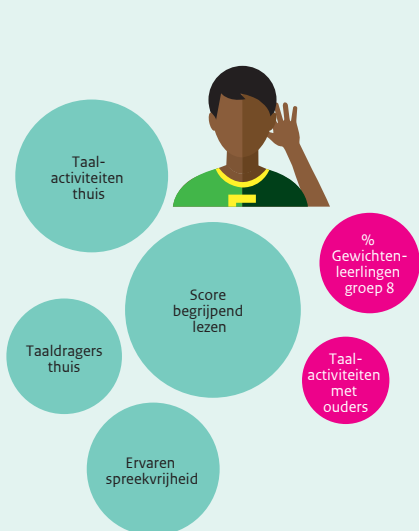 Taal-
activiteiten
thuis
%
Gewichten-
leerlingen
groep 8
Score
begrijpend
lezen
Taaldragers
thuis
Taal-
activiteiten
met
ouders
Ervaren
spreekvrijheid